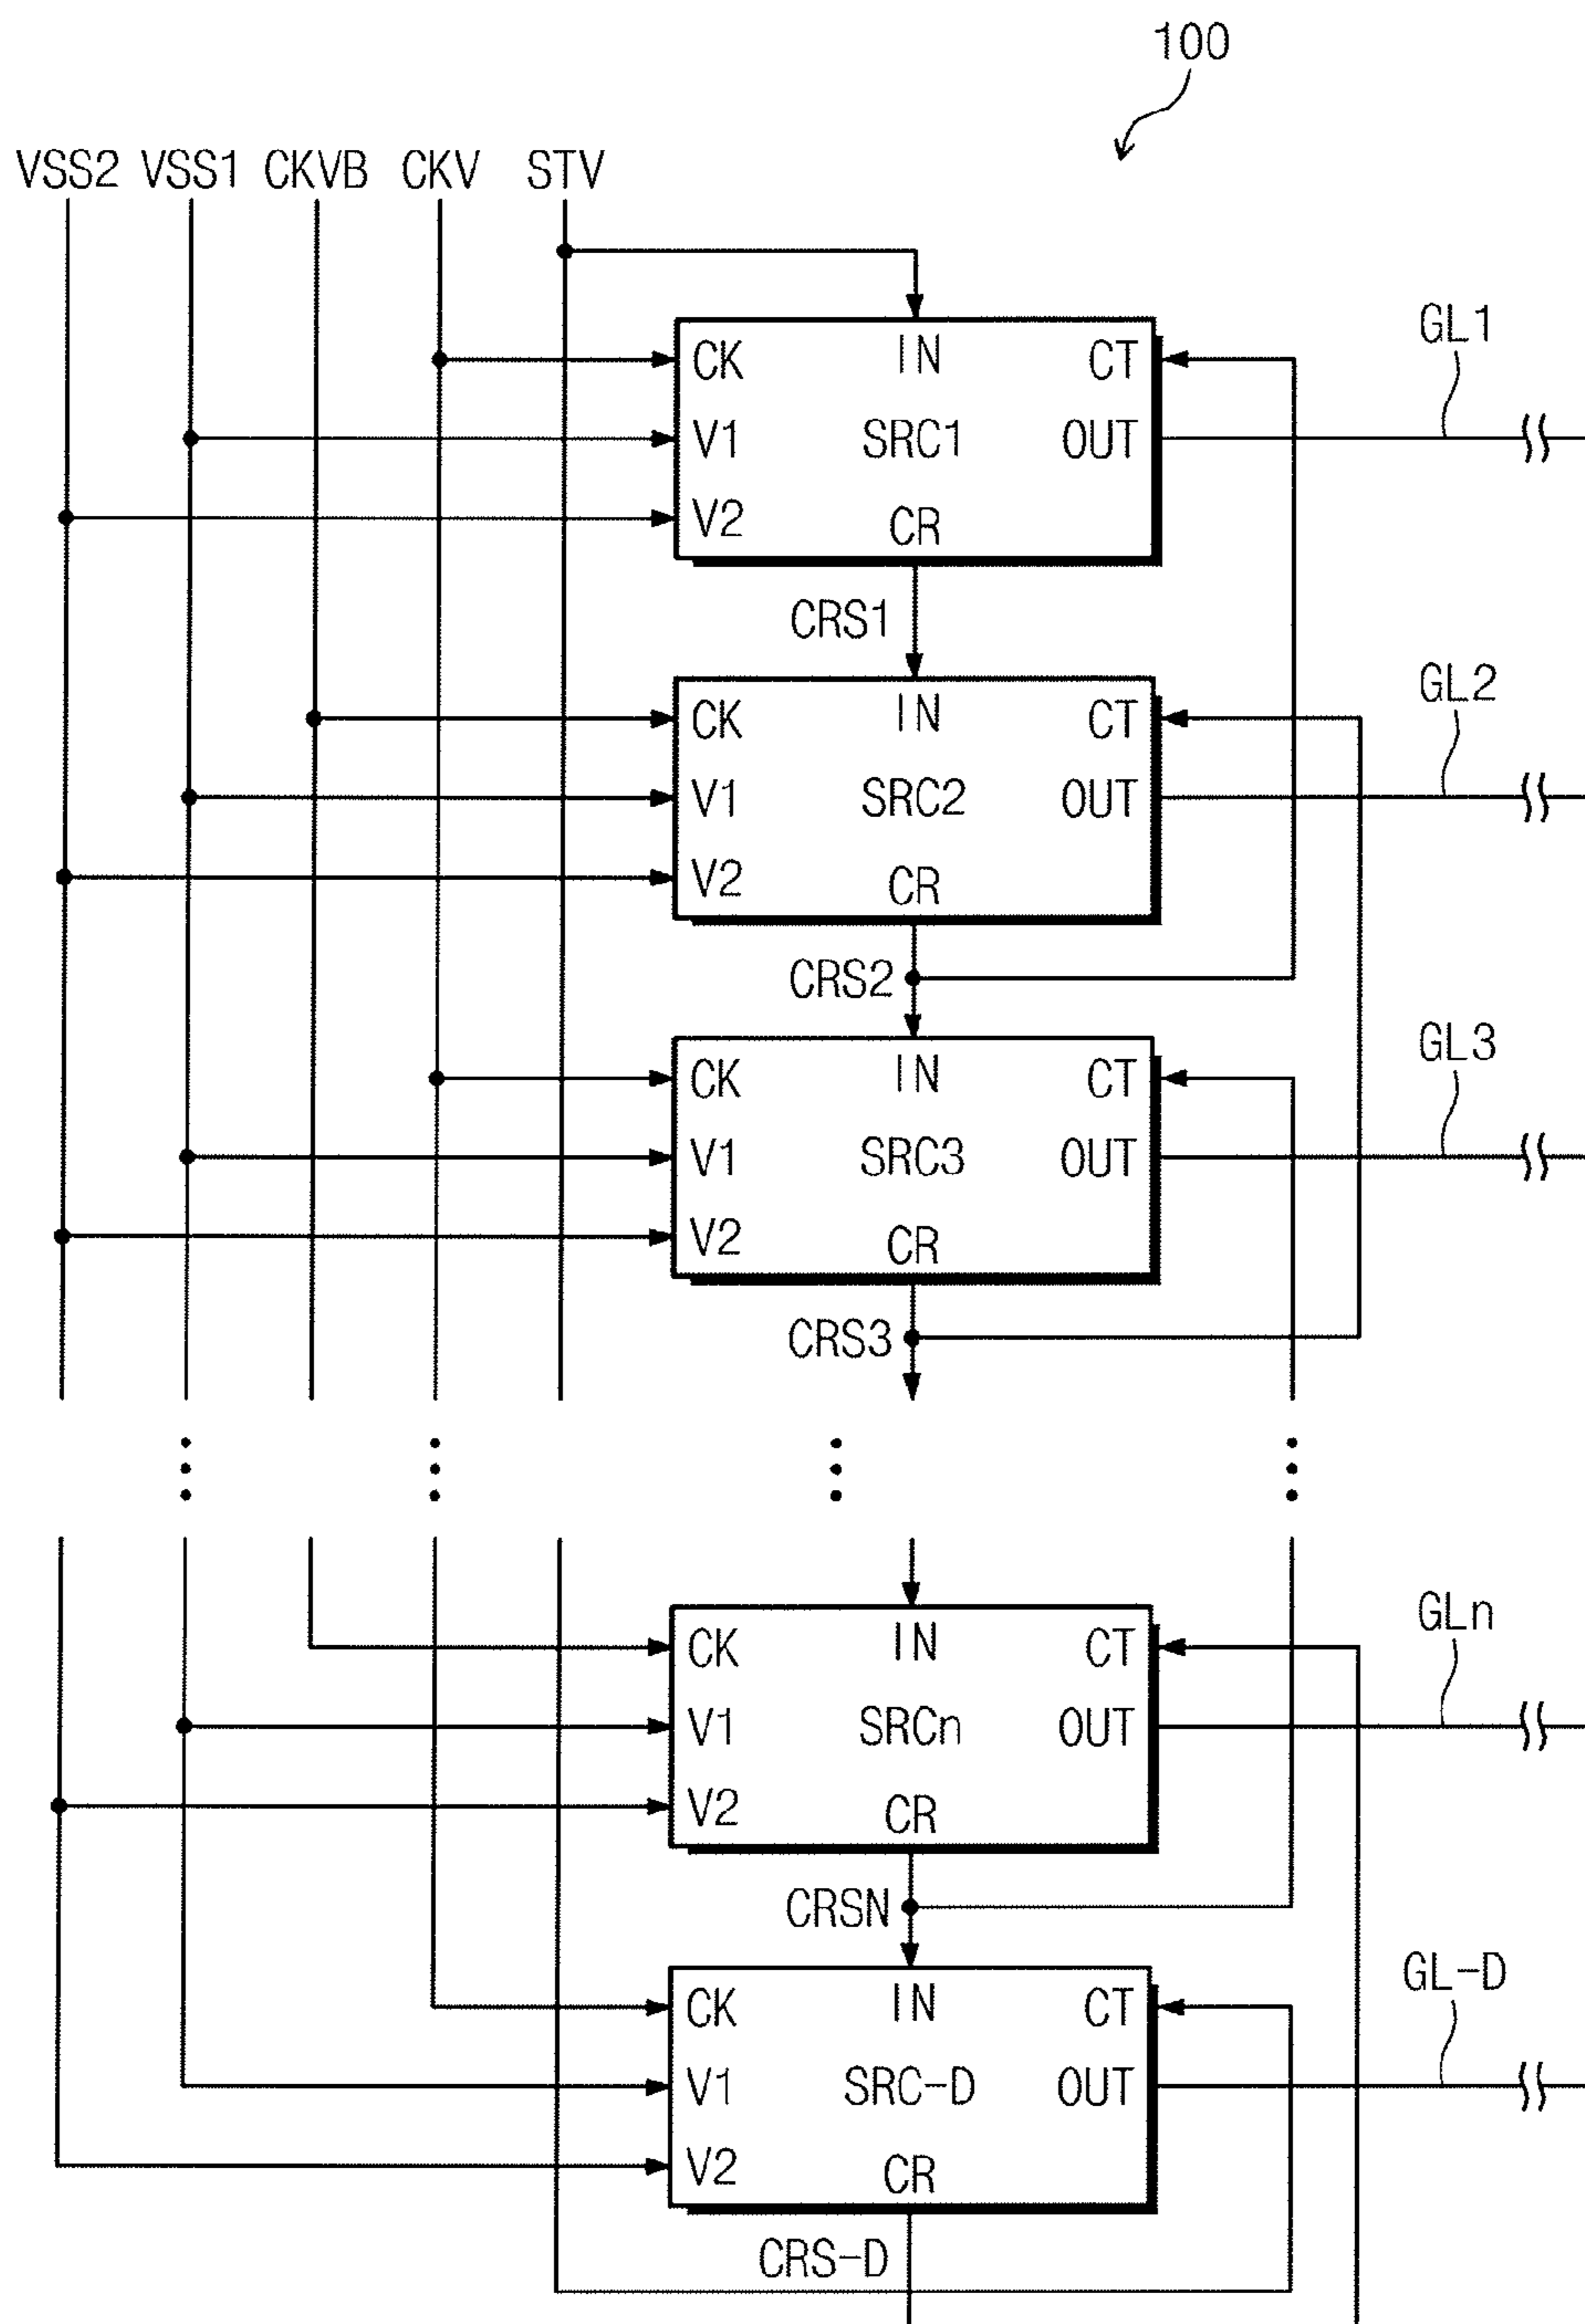 100
VSS2 VSS1 CKVB CKV STV
CK IN CT
GL1
V1 SRC1 OUT
V2 CR
CRS1
CK IN CT
GL2
V1 SRC2 OUT
V2 CR
CRS2
CK IN CT
GL3
V1 SRC3 OUT
V2 CR
CRS3
CK IN CT
GLn
V1 SRCn OUT
V2 CR
CRSN
CK IN CT
GL-D
V1 SRC-D OUT
V2 CR
CRS-D